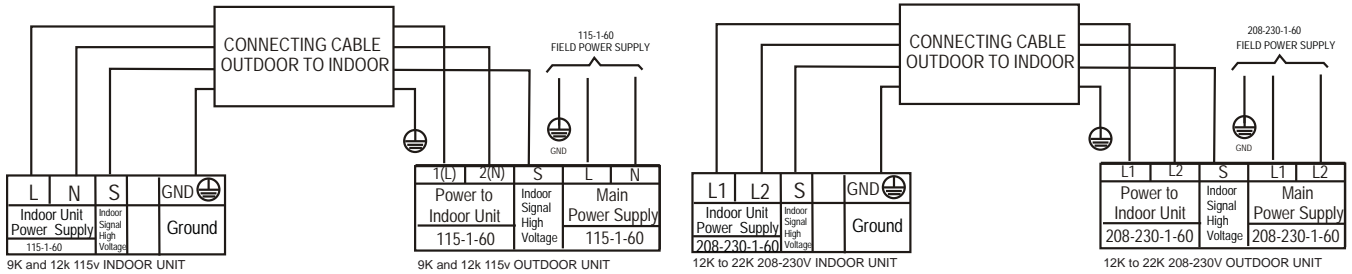 CONNECTING CABLE
OUTDOOR TO INDOOR
115-1-60
FIELD POWER SUPPLY
GND
L N S GND
Indoor Unit
Power Supply
115-1-60
Indoor
Signal
High
Voltage
Ground
9K and 12k 115v INDOOR UNIT
1(L) 2(N) S L N
Power to
Indoor Unit
115-1-60
Indoor
Signal
High
Voltage
Main
Power Supply
115-1-60
9K and 12k 115v OUTDOOR UNIT
CONNECTING CABLE
OUTDOOR TO INDOOR
208-230-1-60
FIELD POWER SUPPLY
GND
L1 L2 S GND
Indoor Unit
Power Supply
208-230-1-60
Indoor
Signal
High
Voltage
Ground
12K to 22K 208-230V INDOOR UNIT
L1 L2 S L1 L2
Power to
Indoor Unit
208-230-1-60
Indoor
Signal
High
Voltage
Main
Power Supply
208-230-1-60
12K to 22K 208-230V OUTDOOR UNIT